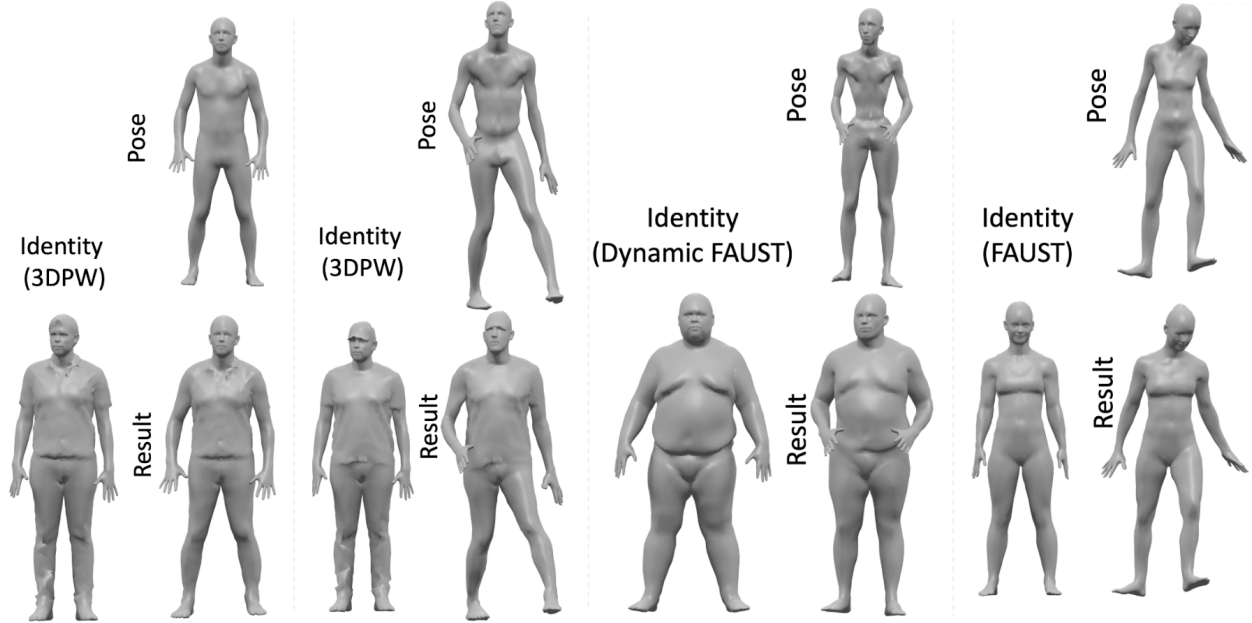 Pose
Identity
(3DPW)
Result
Pose
Identity
(3DPW)
Result
Pose
Identity
(Dynamic FAUST)
Result
Pose
Identity
(FAUST)
Result